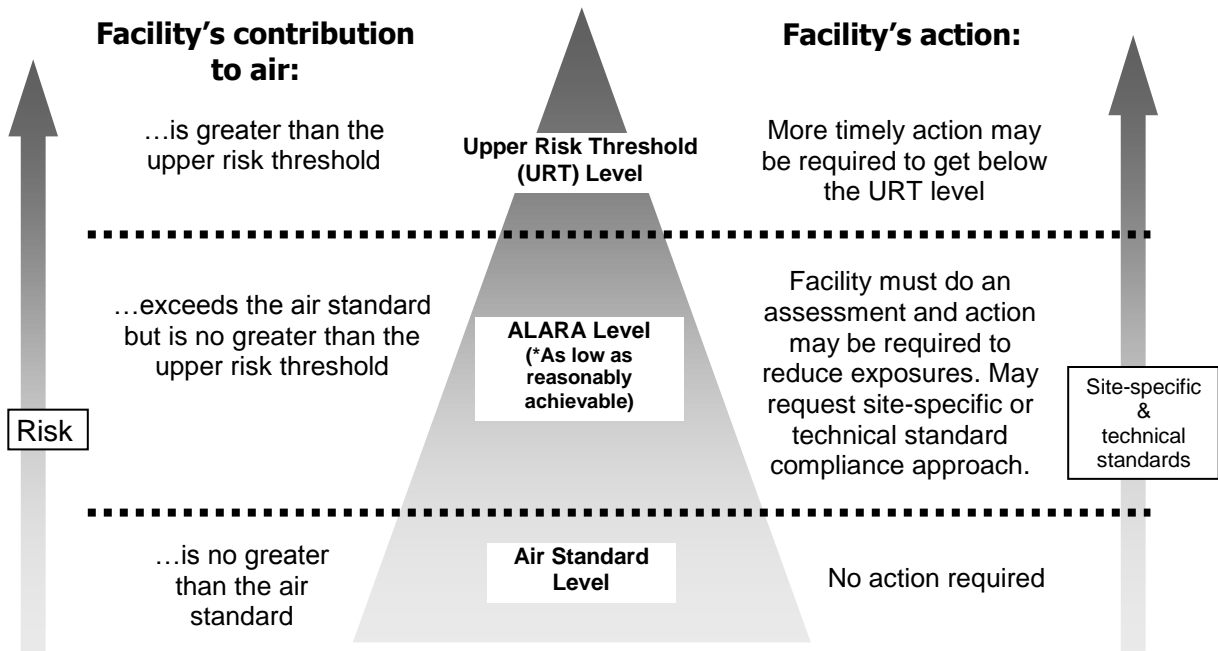 Facility’s contribution
to air:
Facility’s action:
…is greater than the
upper risk threshold
Upper Risk Threshold
(URT) Level
More timely action may
be required to get below
the URT level
…exceeds the air standard
but is no greater than the
upper risk threshold
ALARA Level
(*As low as
reasonably
achievable)
Facility must do an
assessment and action
may be required to
reduce exposures. May
request site-specific or
technical standard
compliance approach.
Risk
Site-specific
&
technical
standards
…is no greater
than the air
standard
Air Standard
Level
No action required